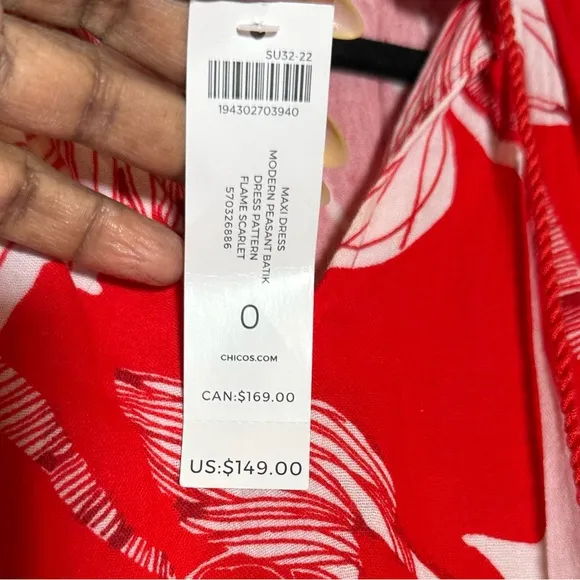 SU32-22
194302703940
MAXI DRESS
MODERN PEASANT BATIK
DRESS PATTERN
FLAME SCARLET
570326886
0
CHICOS.COM
CAN:$169.00
US:$149.00